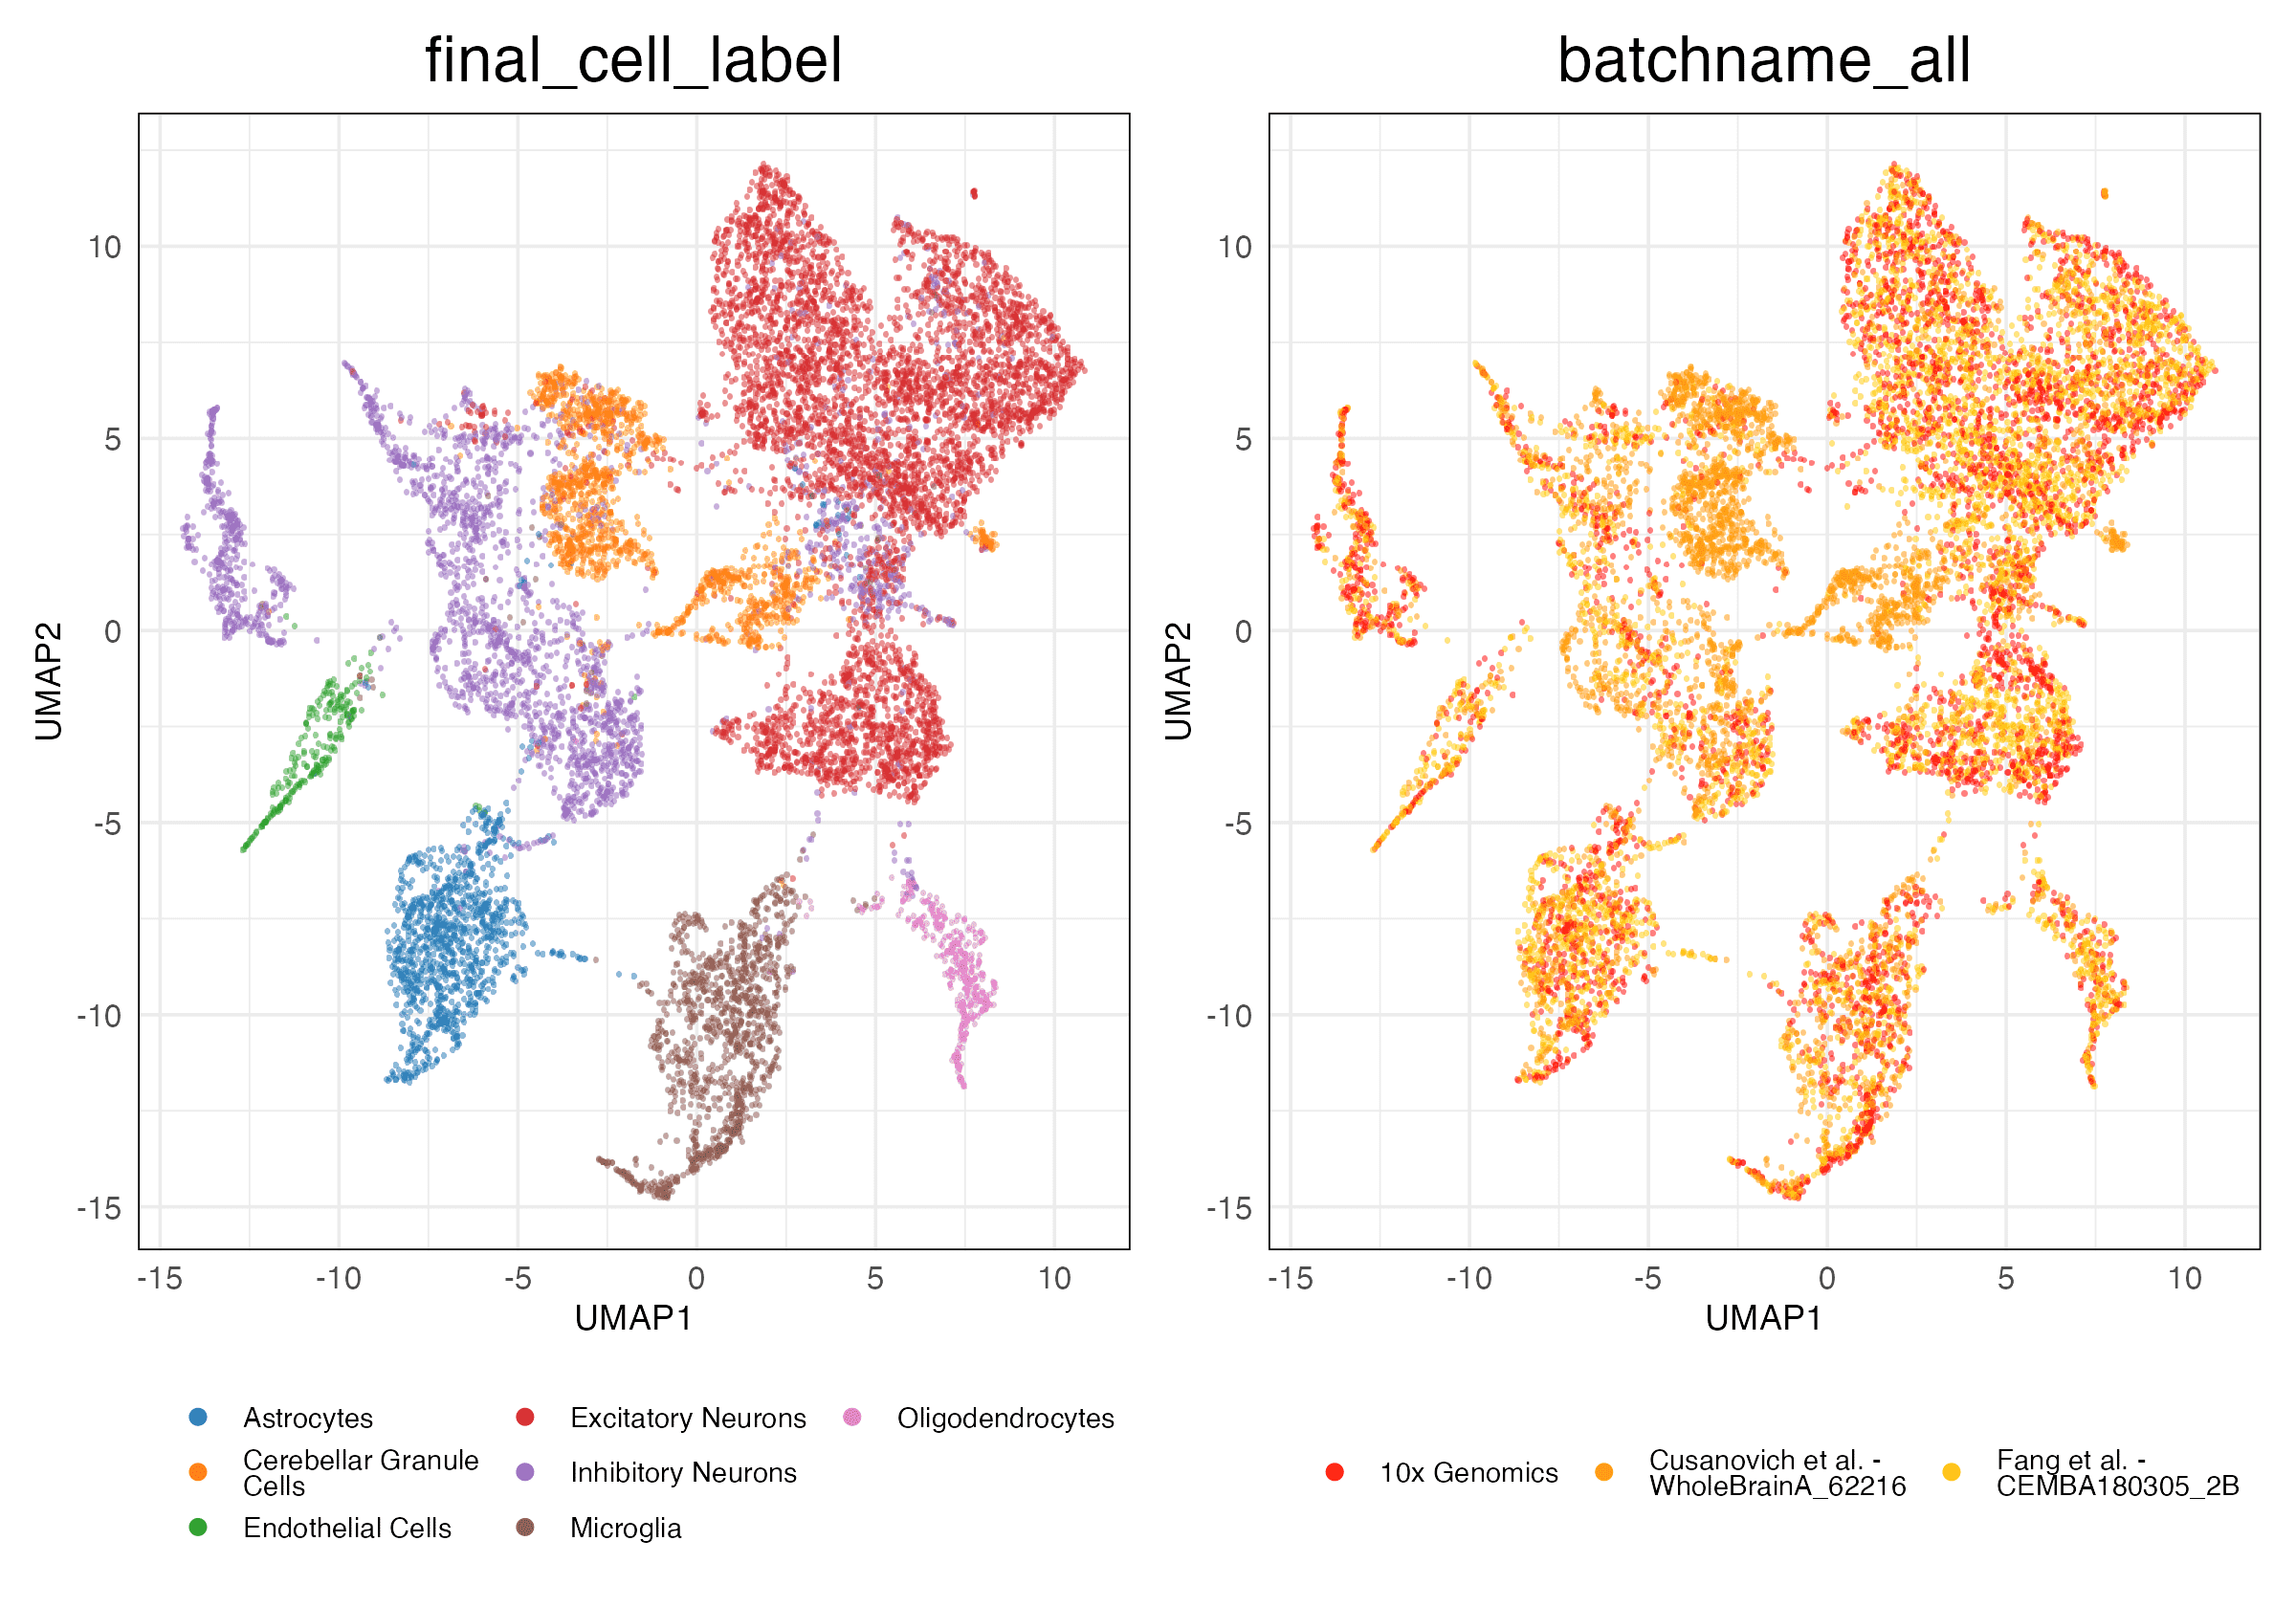 final_cell_label
batchname_all
10
5
0
-5
-10
-15
UMAP2
-15
-10
-5
0
5
10
UMAP1
10
5
0
-5
-10
-15
UMAP2
-15
-10
-5
0
5
10
UMAP1
Astrocytes
Cerebellar Granule
Cells
Endothelial Cells
Excitatory Neurons
Inhibitory Neurons
Microglia
Oligodendrocytes
10x Genomics
Cusanovich et al. -
WholeBrainA_62216
Fang et al. -
CEMBA180305_2B